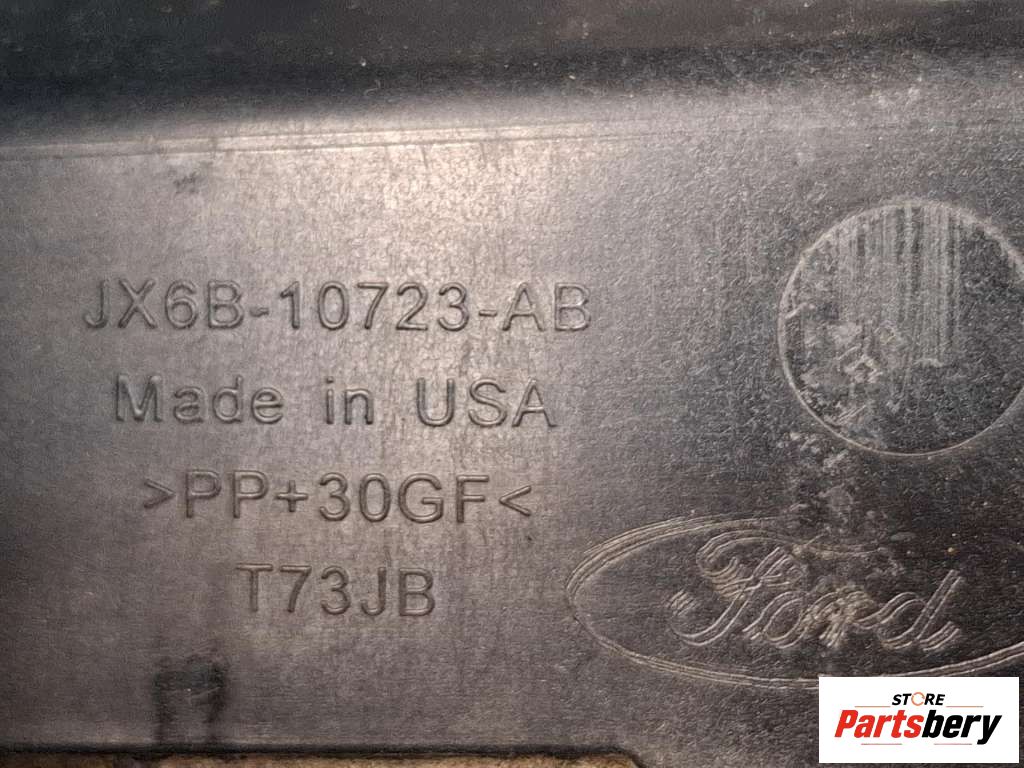 JX6B-10723-AB
Made in USA
>PP+30GF<
T73JB
Ford
STORE
Partsbery